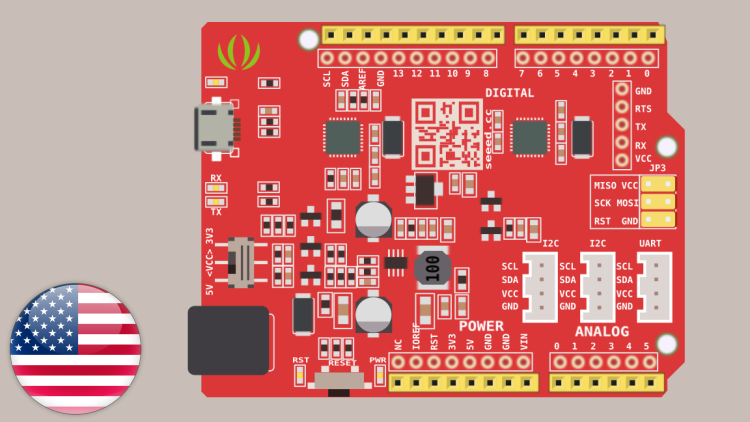 SCL SDA AREF GND 13 12 11 10 9 8 7 6 5 4 3 2 1 0
DIGITAL
GND
RTS
TX
RX
VCC
seeed.cc
JP3
MISO VCC
SCK MOSI
RST GND
RX
TX
5V <VCC> 3V3
I2C I2C UART
SCL SCL SCL
SDA SDA SDA
VCC VCC VCC
GND GND GND
100
POWER
ANALOG
NC IOREF RST 3V3 5V GND GND VIN
0 1 2 3 4 5
RST RESET PWR